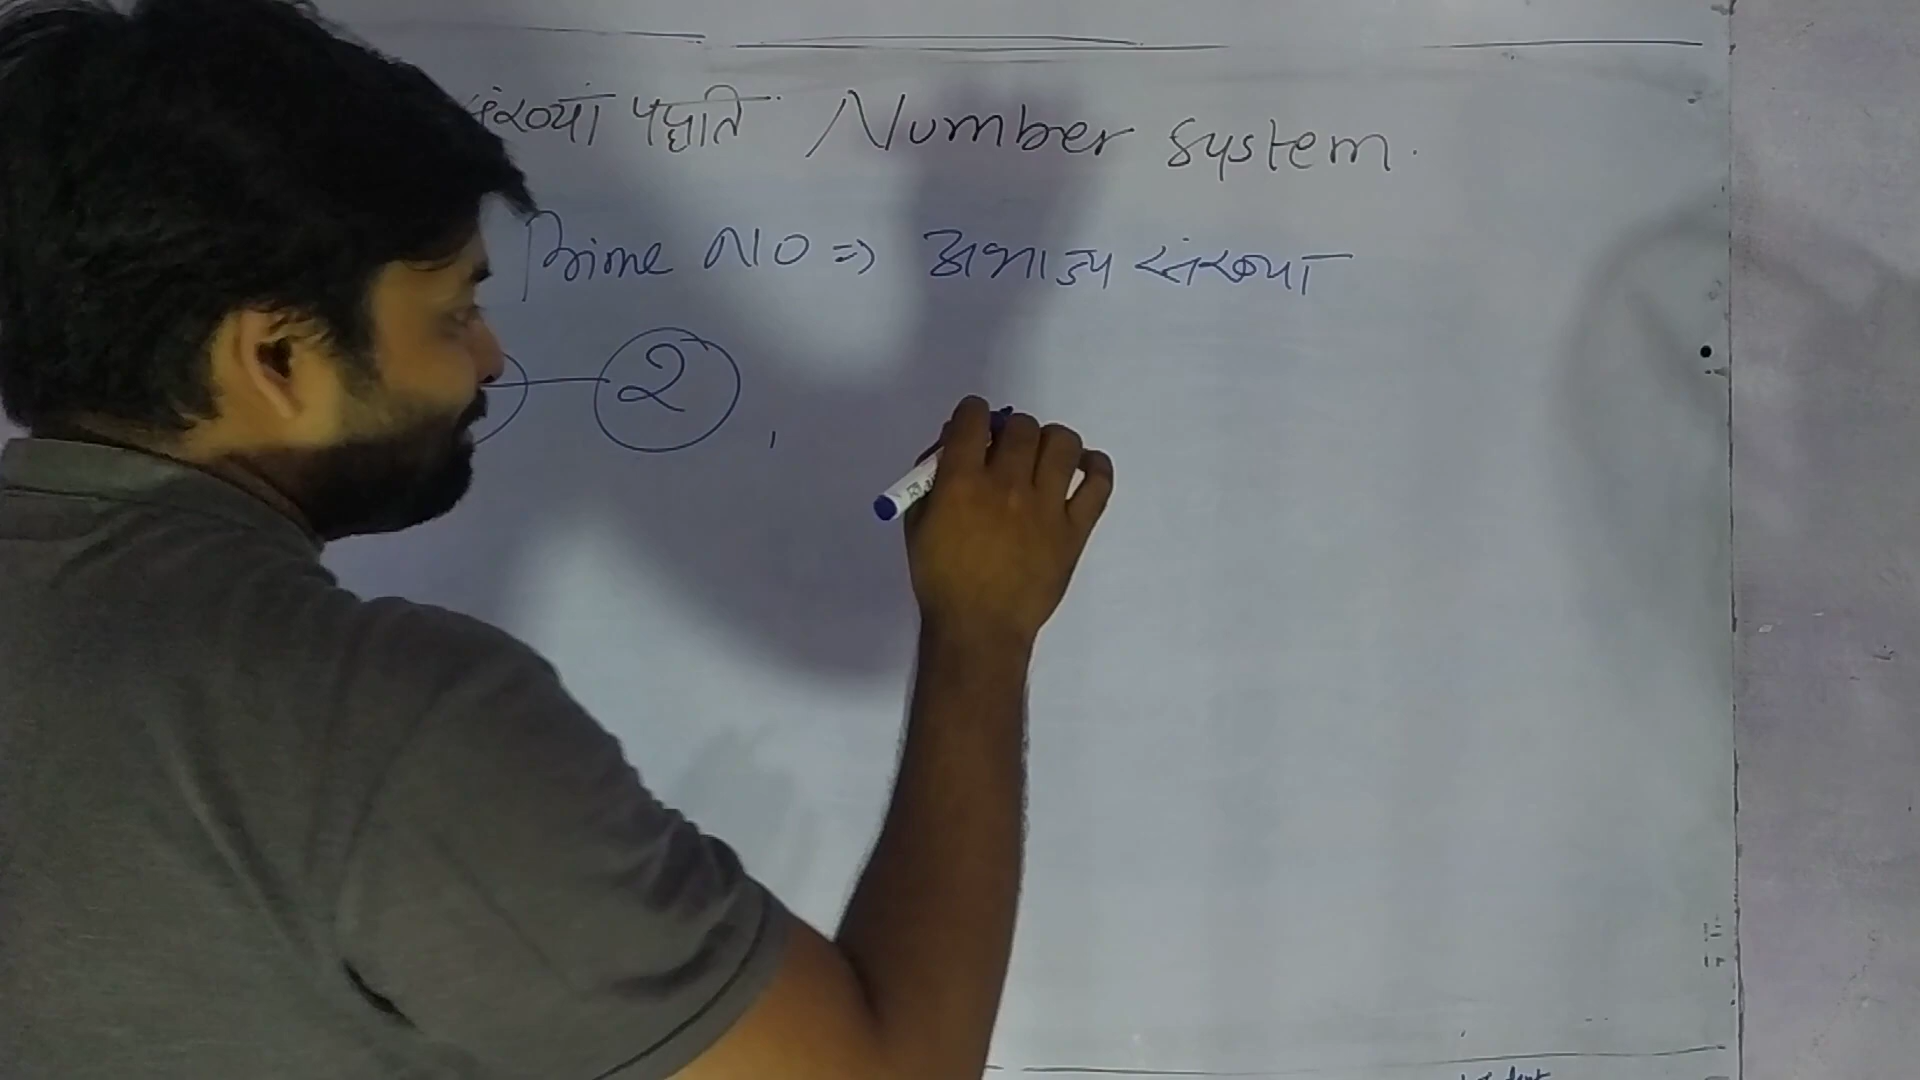 संख्या पद्धति Number System.
Prime NO ⇒ अभाज्य संख्या
2 ,